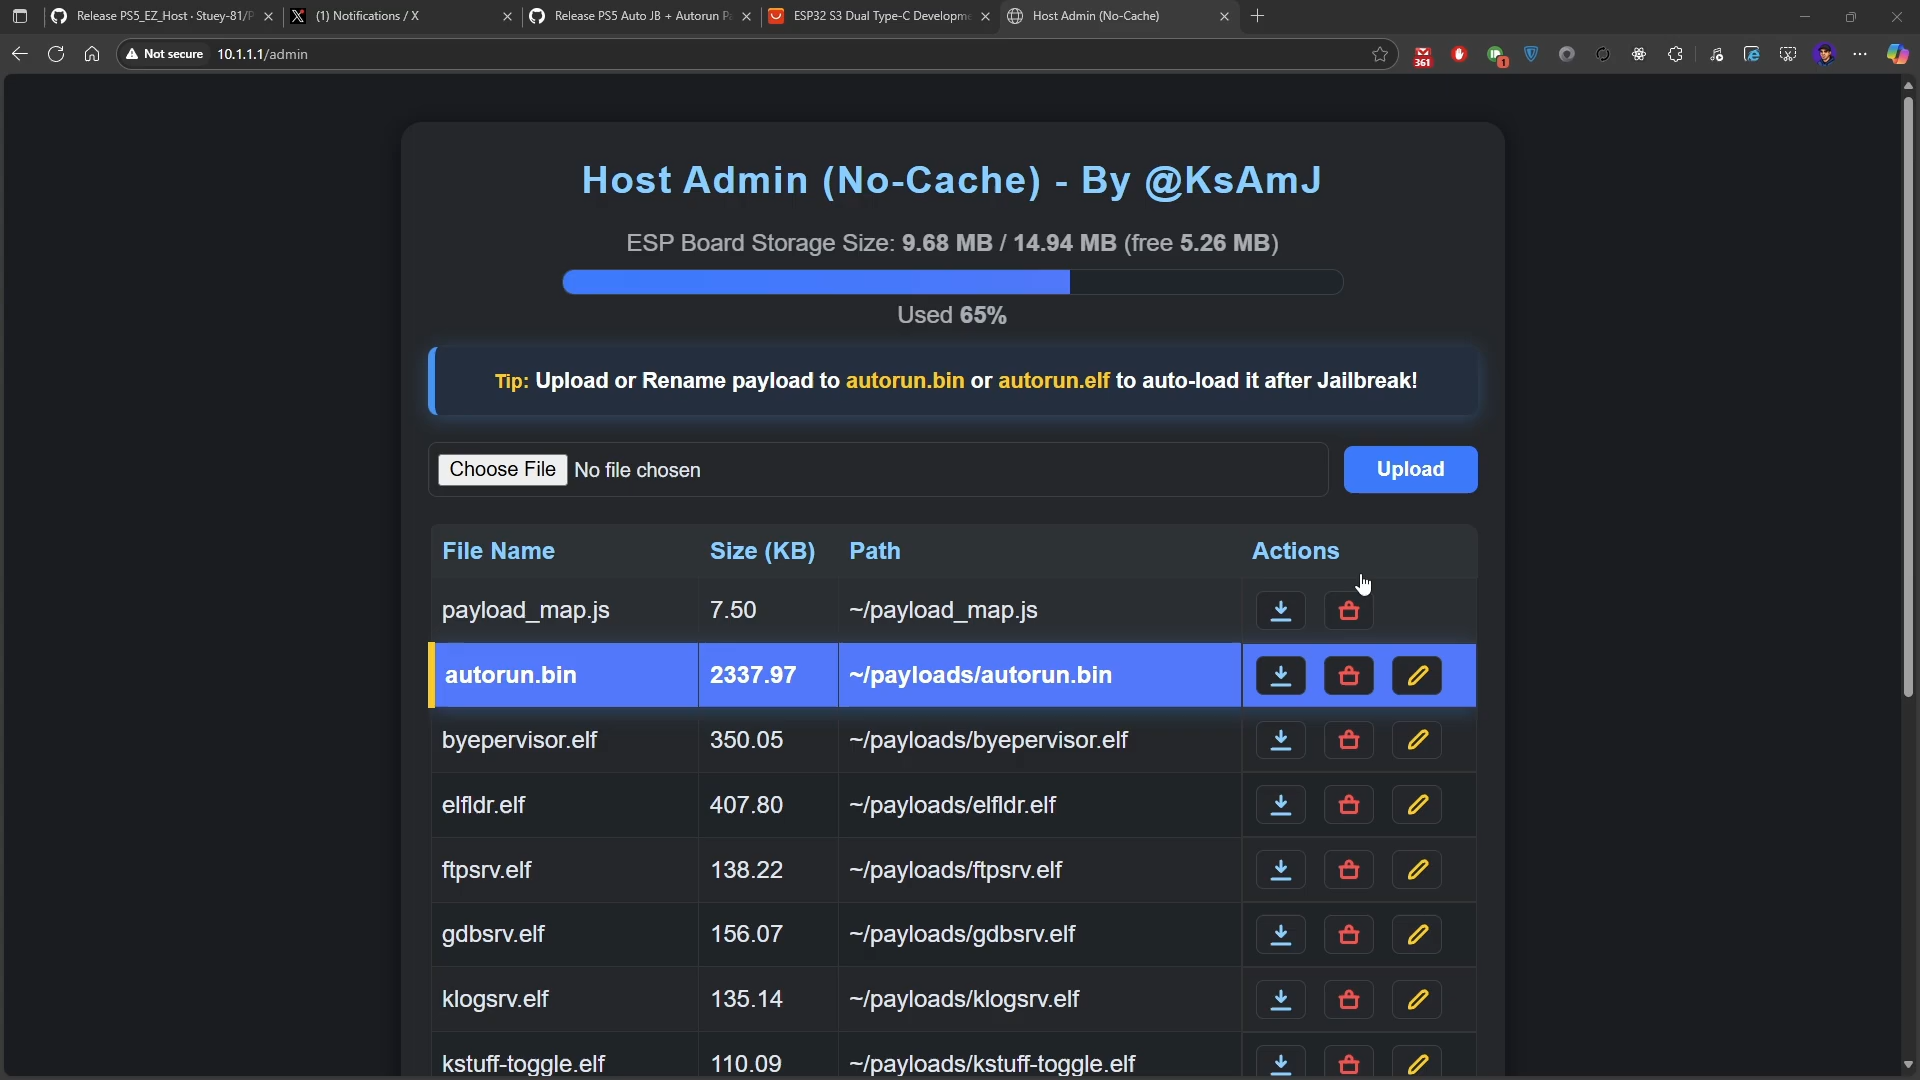 Release PS5_EZ_Host · Stuey-81/P
(1) Notifications / X
Release PS5 Auto JB + Autorun P
ESP32 S3 Dual Type-C Developme
Host Admin (No-Cache)
Not secure
10.1.1.1/admin
361
1
Host Admin (No-Cache) - By @KsAmJ
ESP Board Storage Size: 9.68 MB / 14.94 MB (free 5.26 MB)
Used 65%
Tip: Upload or Rename payload to autorun.bin or autorun.elf to auto-load it after Jailbreak!
Choose File No file chosen
Upload
File Name Size (KB) Path Actions
payload_map.js 7.50 ~/payload_map.js
autorun.bin 2337.97 ~/payloads/autorun.bin
byepervisor.elf 350.05 ~/payloads/byepervisor.elf
elfldr.elf 407.80 ~/payloads/elfldr.elf
ftpsrv.elf 138.22 ~/payloads/ftpsrv.elf
gdbsrv.elf 156.07 ~/payloads/gdbsrv.elf
klogsrv.elf 135.14 ~/payloads/klogsrv.elf
kstuff-toggle.elf 110.09 ~/payloads/kstuff-toggle.elf